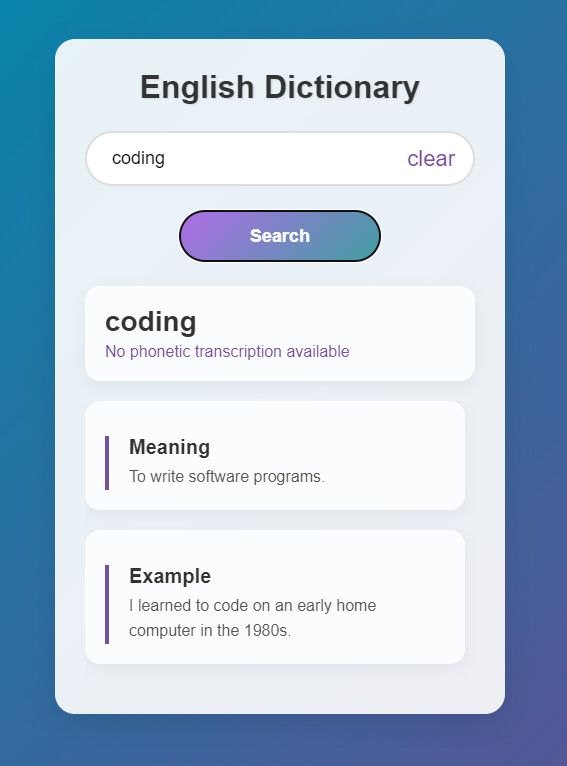 English Dictionary
coding
clear
Search
coding
No phonetic transcription available
Meaning
To write software programs.
Example
I learned to code on an early home
computer in the 1980s.